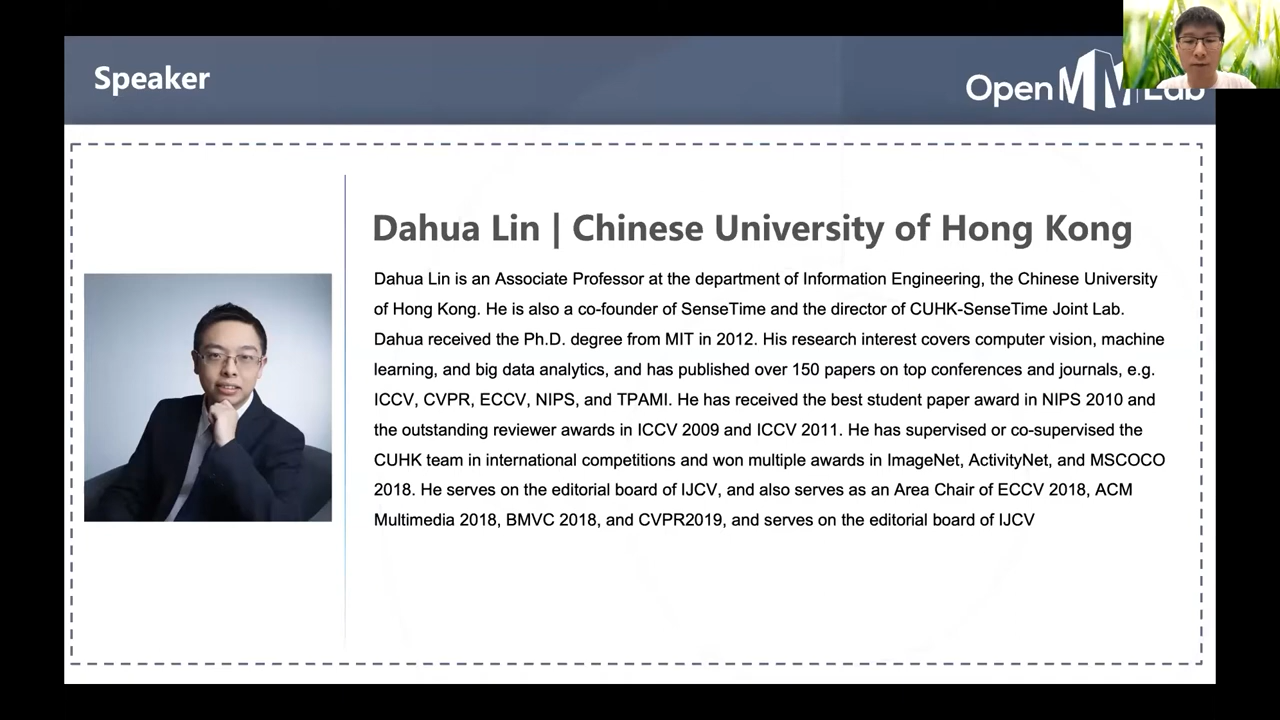 Speaker
Open MM Lab
Dahua Lin | Chinese University of Hong Kong
Dahua Lin is an Associate Professor at the department of Information Engineering, the Chinese University
of Hong Kong. He is also a co-founder of SenseTime and the director of CUHK-SenseTime Joint Lab.
Dahua received the Ph.D. degree from MIT in 2012. His research interest covers computer vision, machine
learning, and big data analytics, and has published over 150 papers on top conferences and journals, e.g.
ICCV, CVPR, ECCV, NIPS, and TPAMI. He has received the best student paper award in NIPS 2010 and
the outstanding reviewer awards in ICCV 2009 and ICCV 2011. He has supervised or co-supervised the
CUHK team in international competitions and won multiple awards in ImageNet, ActivityNet, and MSCOCO
2018. He serves on the editorial board of IJCV, and also serves as an Area Chair of ECCV 2018, ACM
Multimedia 2018, BMVC 2018, and CVPR2019, and serves on the editorial board of IJCV